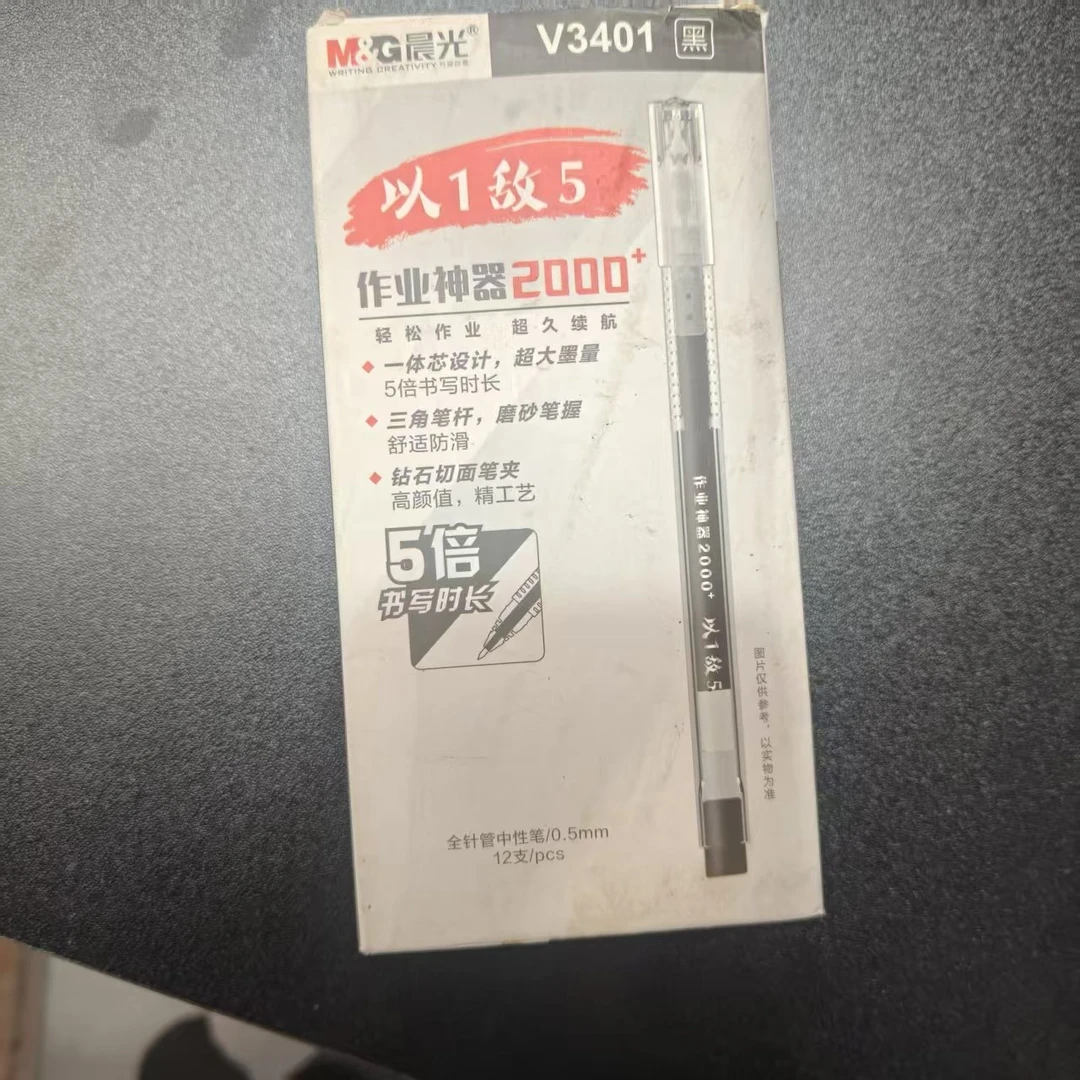 M&G晨光®
WRITING CREATIVITY
V3401 黑
以1敌5
作业神器2000+
轻松作业 超久续航
一体芯设计，超大墨量
5倍书写时长
三角笔杆，磨砂笔握
舒适防滑
钻石切面笔夹
高颜值，精工艺
5倍
书写时长
作业神器2000+ 以1敌5
图片仅供参考，以实物为准
全针管中性笔/0.5mm
12支/pcs